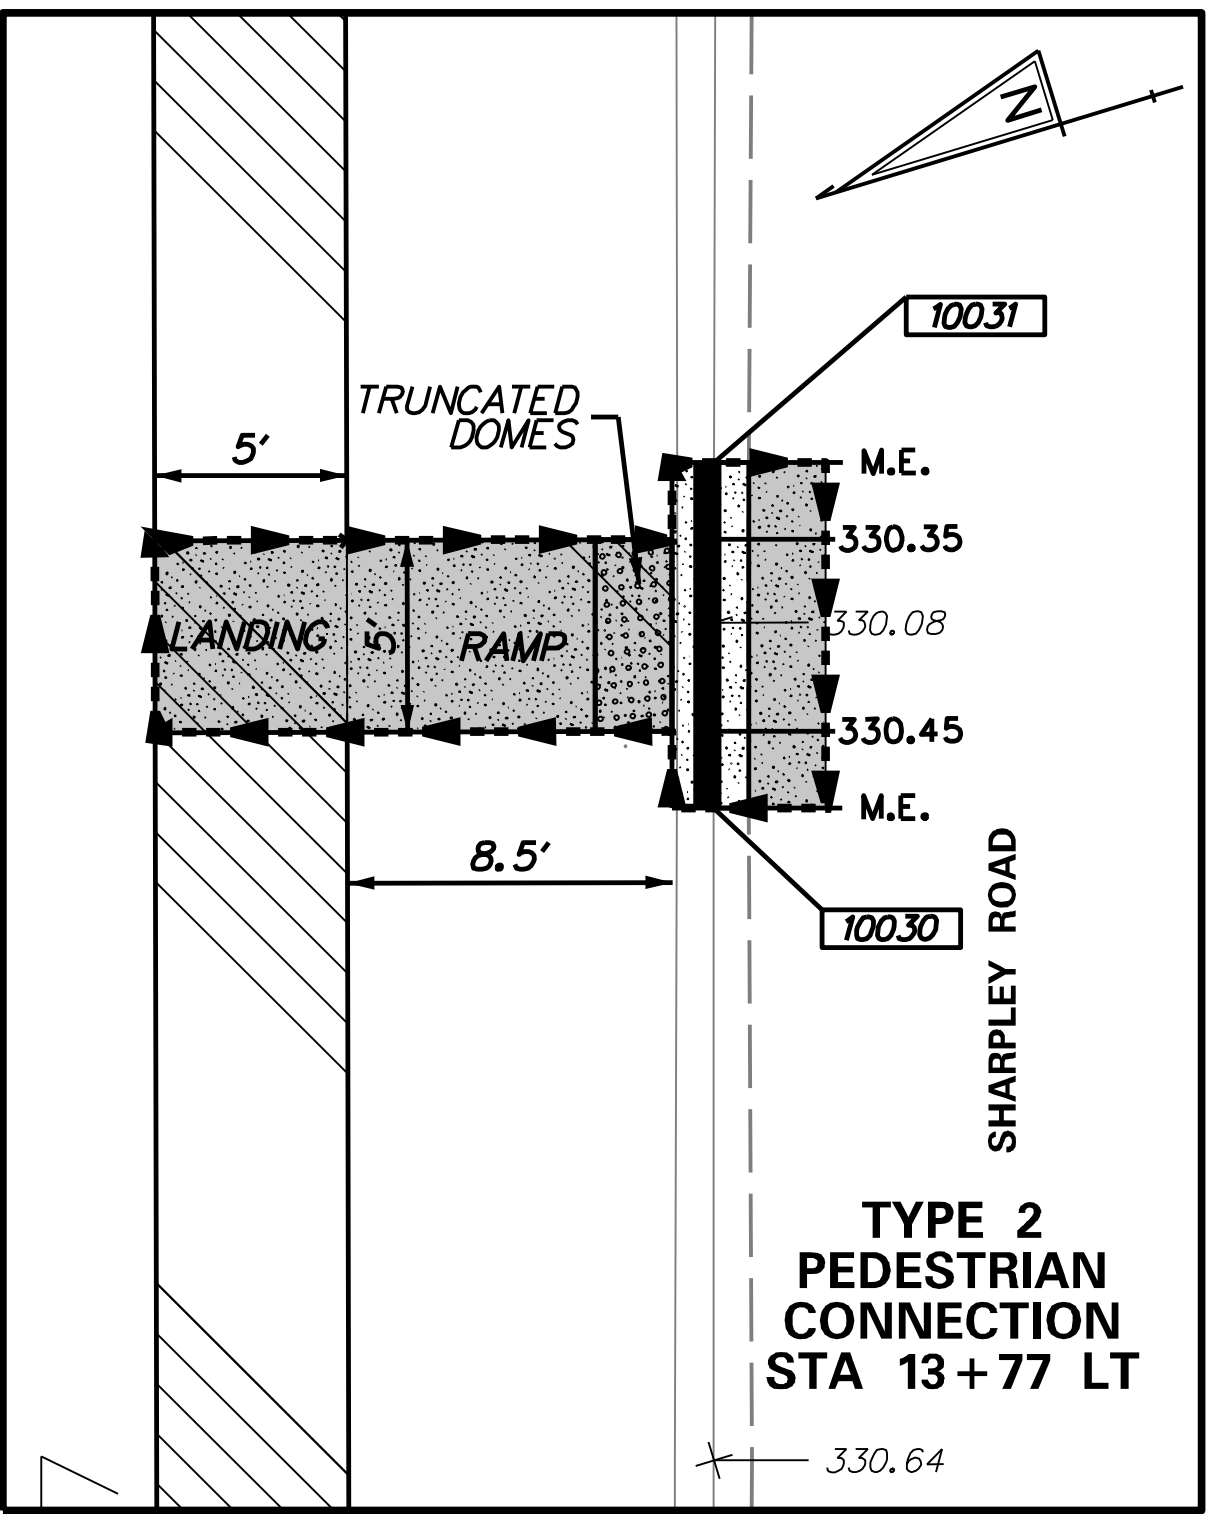 N
10031
TRUNCATED
DOMES
5'
M.E.
330.35
330.08
LANDING
5'
RAMP
330.45
M.E.
8.5'
10030
SHARPLEY ROAD
TYPE 2
PEDESTRIAN
CONNECTION
STA 13+77 LT
330.64